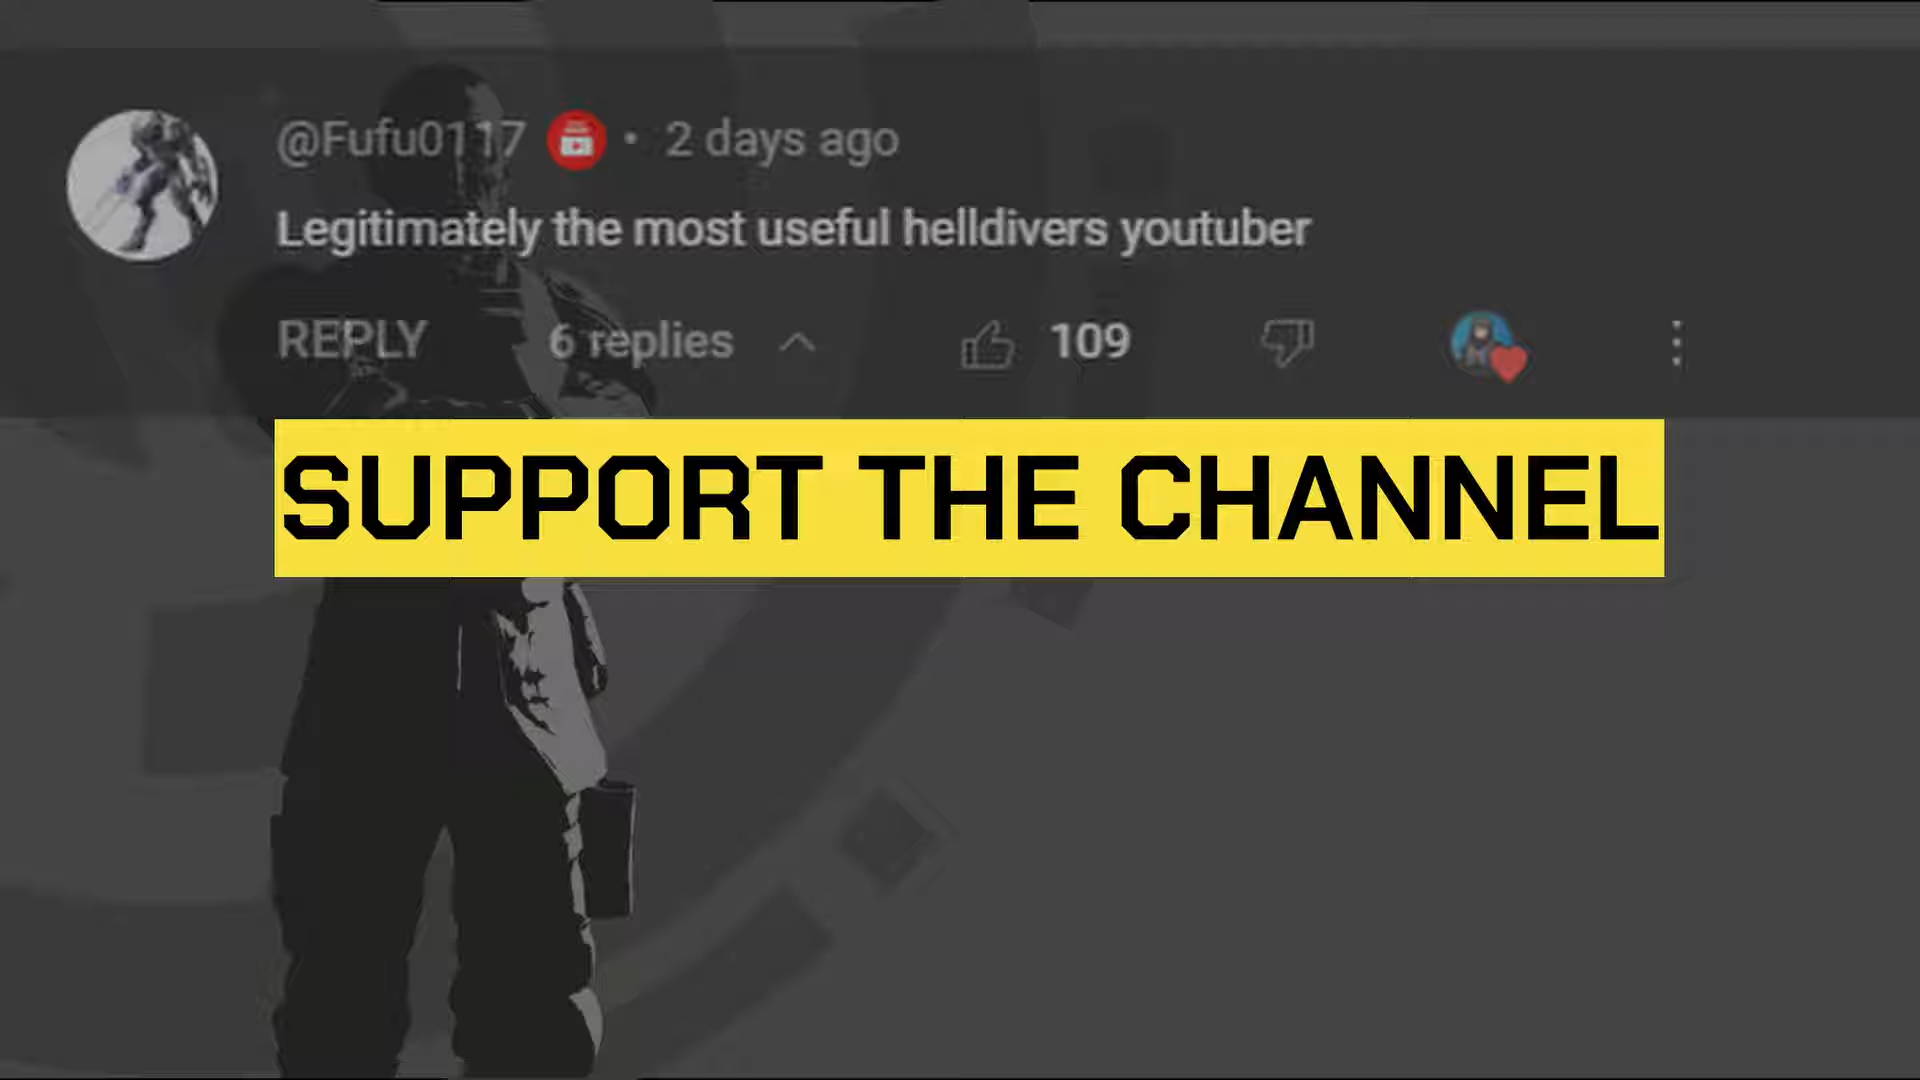 @Fufu0117 • 2 days ago
Legitimately the most useful helldivers youtuber
REPLY 6 replies 109
SUPPORT THE CHANNEL